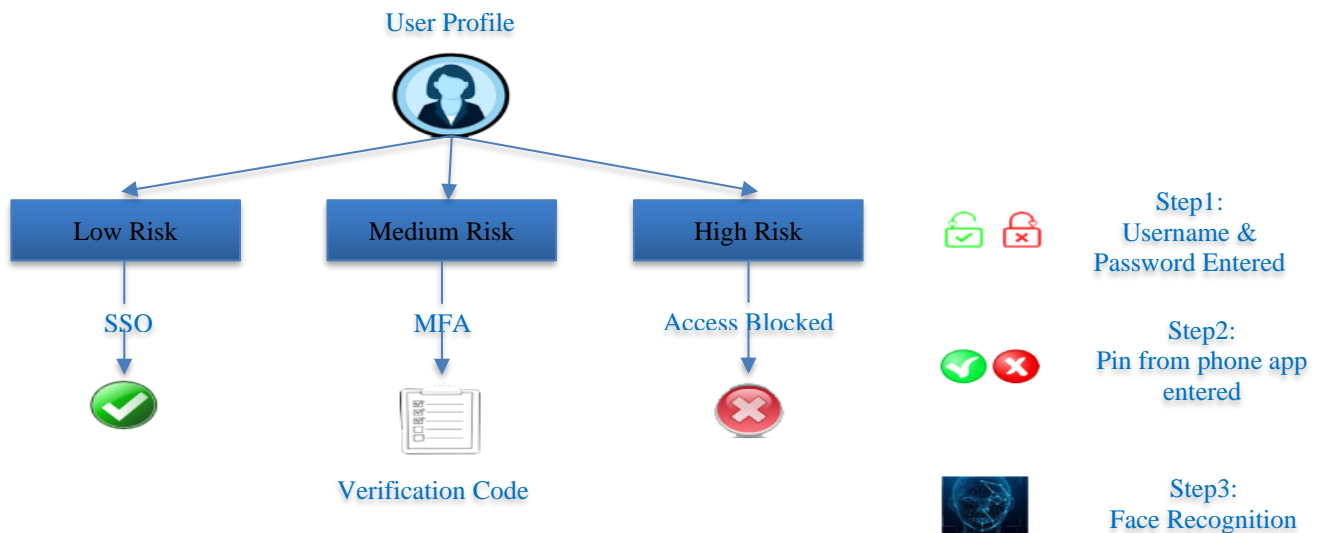 User Profile
Low Risk
Medium Risk
High Risk
SSO
MFA
Access Blocked
Verification Code
Step1:
Username &
Password Entered
Step2:
Pin from phone app
entered
Step3:
Face Recognition